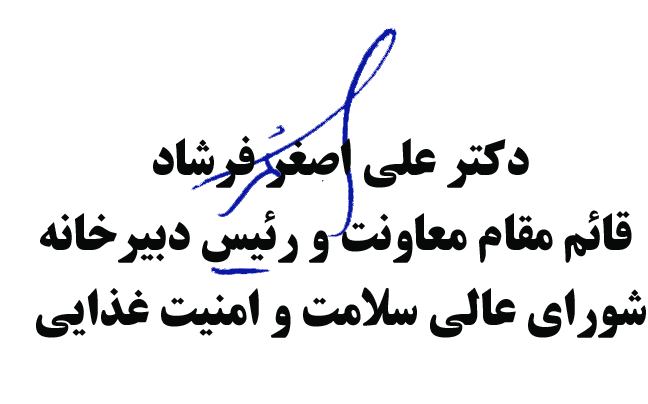 دکتر علی اصغر فرشاد
قائم مقام معاونت و رئیس دبیرخانه
شورای عالی سلامت و امنیت غذایی